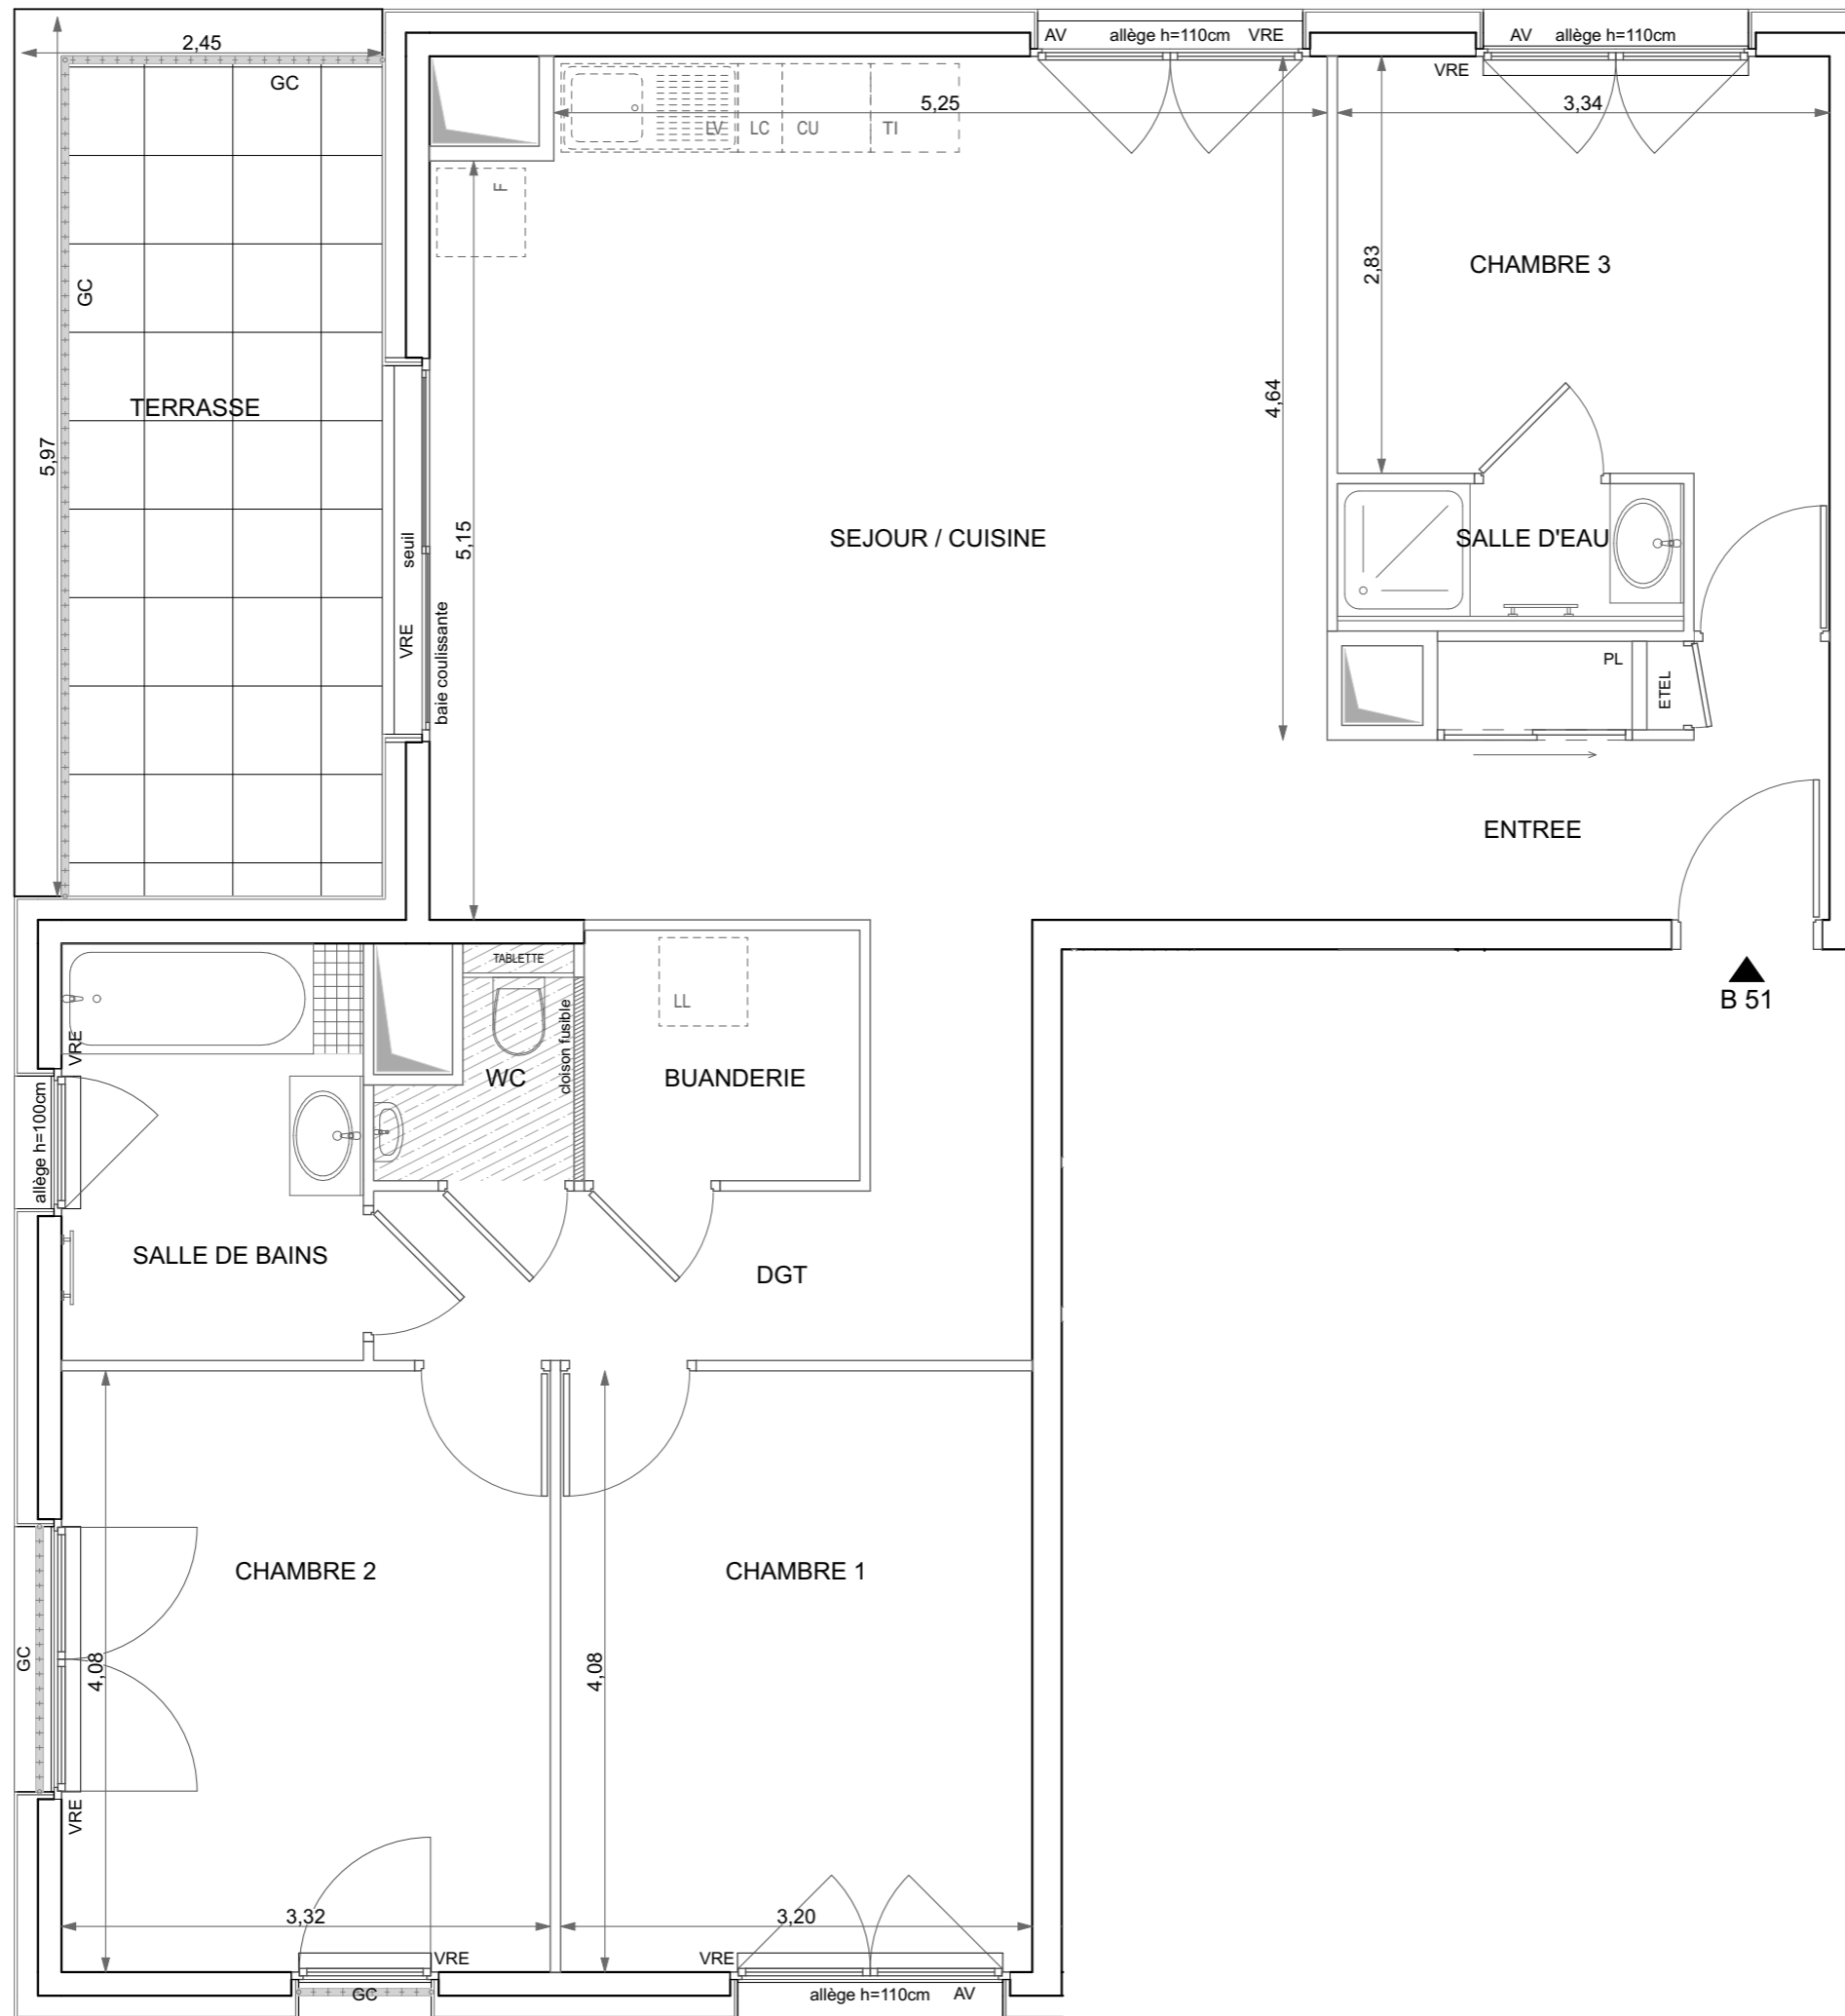 2,45
GC
AV allège h=110cm VRE
AV allège h=110cm
VRE
5,25
3,34
LV LC CU TI
F
GC
2,83
CHAMBRE 3
TERRASSE
4,64
5,97
5,15
seuil
SEJOUR / CUISINE
SALLE D'EAU
VRE
baie coulissante
PL
ETEL
ENTREE
TABLETTE
LL
B 51
VRE
cloison fusible
WC
BUANDERIE
allège h=100cm
SALLE DE BAINS
DGT
CHAMBRE 2
CHAMBRE 1
GC
4,08
4,08
VRE
3,32
3,20
VRE
VRE
GC
allège h=110cm AV